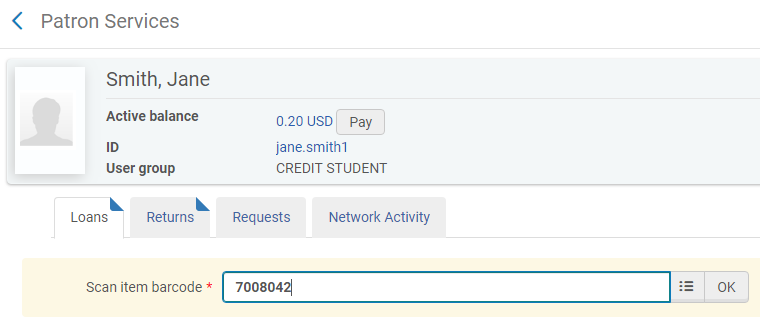 Patron Services
Smith, Jane
Active balance 0.20 USD Pay
ID jane.smith1
User group CREDIT STUDENT
Loans Returns Requests Network Activity
Scan item barcode * 7008042 OK